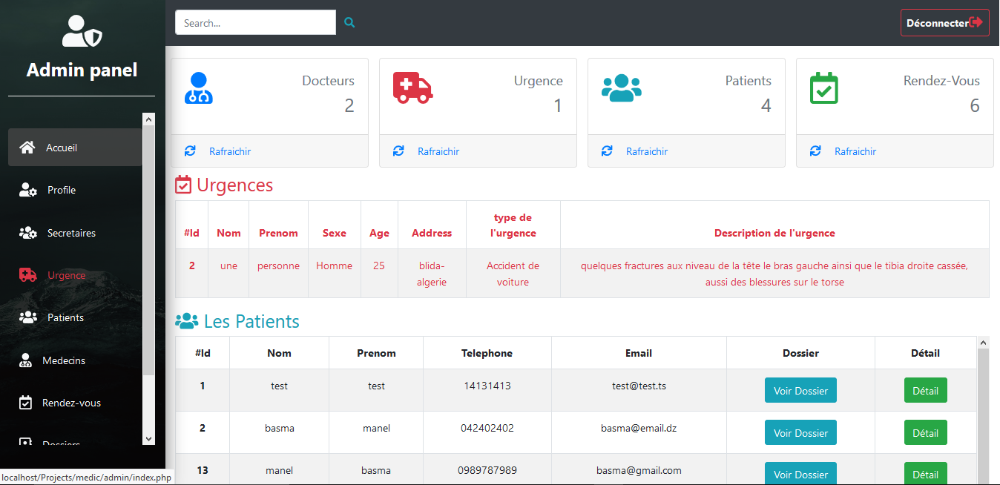 Admin panel
Accueil
Profile
Secretaires
Urgence
Patients
Medecins
Rendez-vous
Dossiers
localhost/Projects/medic/admin/index.php
Search...
Déconnecter
Docteurs
2
Rafraichir
Urgence
1
Rafraichir
Patients
4
Rafraichir
Rendez-Vous
6
Rafraichir
Urgences
#Id Nom Prenom Sexe Age Address type de l'urgence Description de l'urgence
2 une personne Homme 25 blida-algerie Accident de voiture quelques fractures aux niveau de la tête le bras gauche ainsi que le tibia droite cassée,
aussi des blessures sur le torse
Les Patients
#Id Nom Prenom Telephone Email Dossier Détail
1 test test 14131413 test@test.ts Voir Dossier Détail
2 basma manel 042402402 basma@email.dz Voir Dossier Détail
13 manel basma 0989787989 basma@gmail.com Voir Dossier Détail